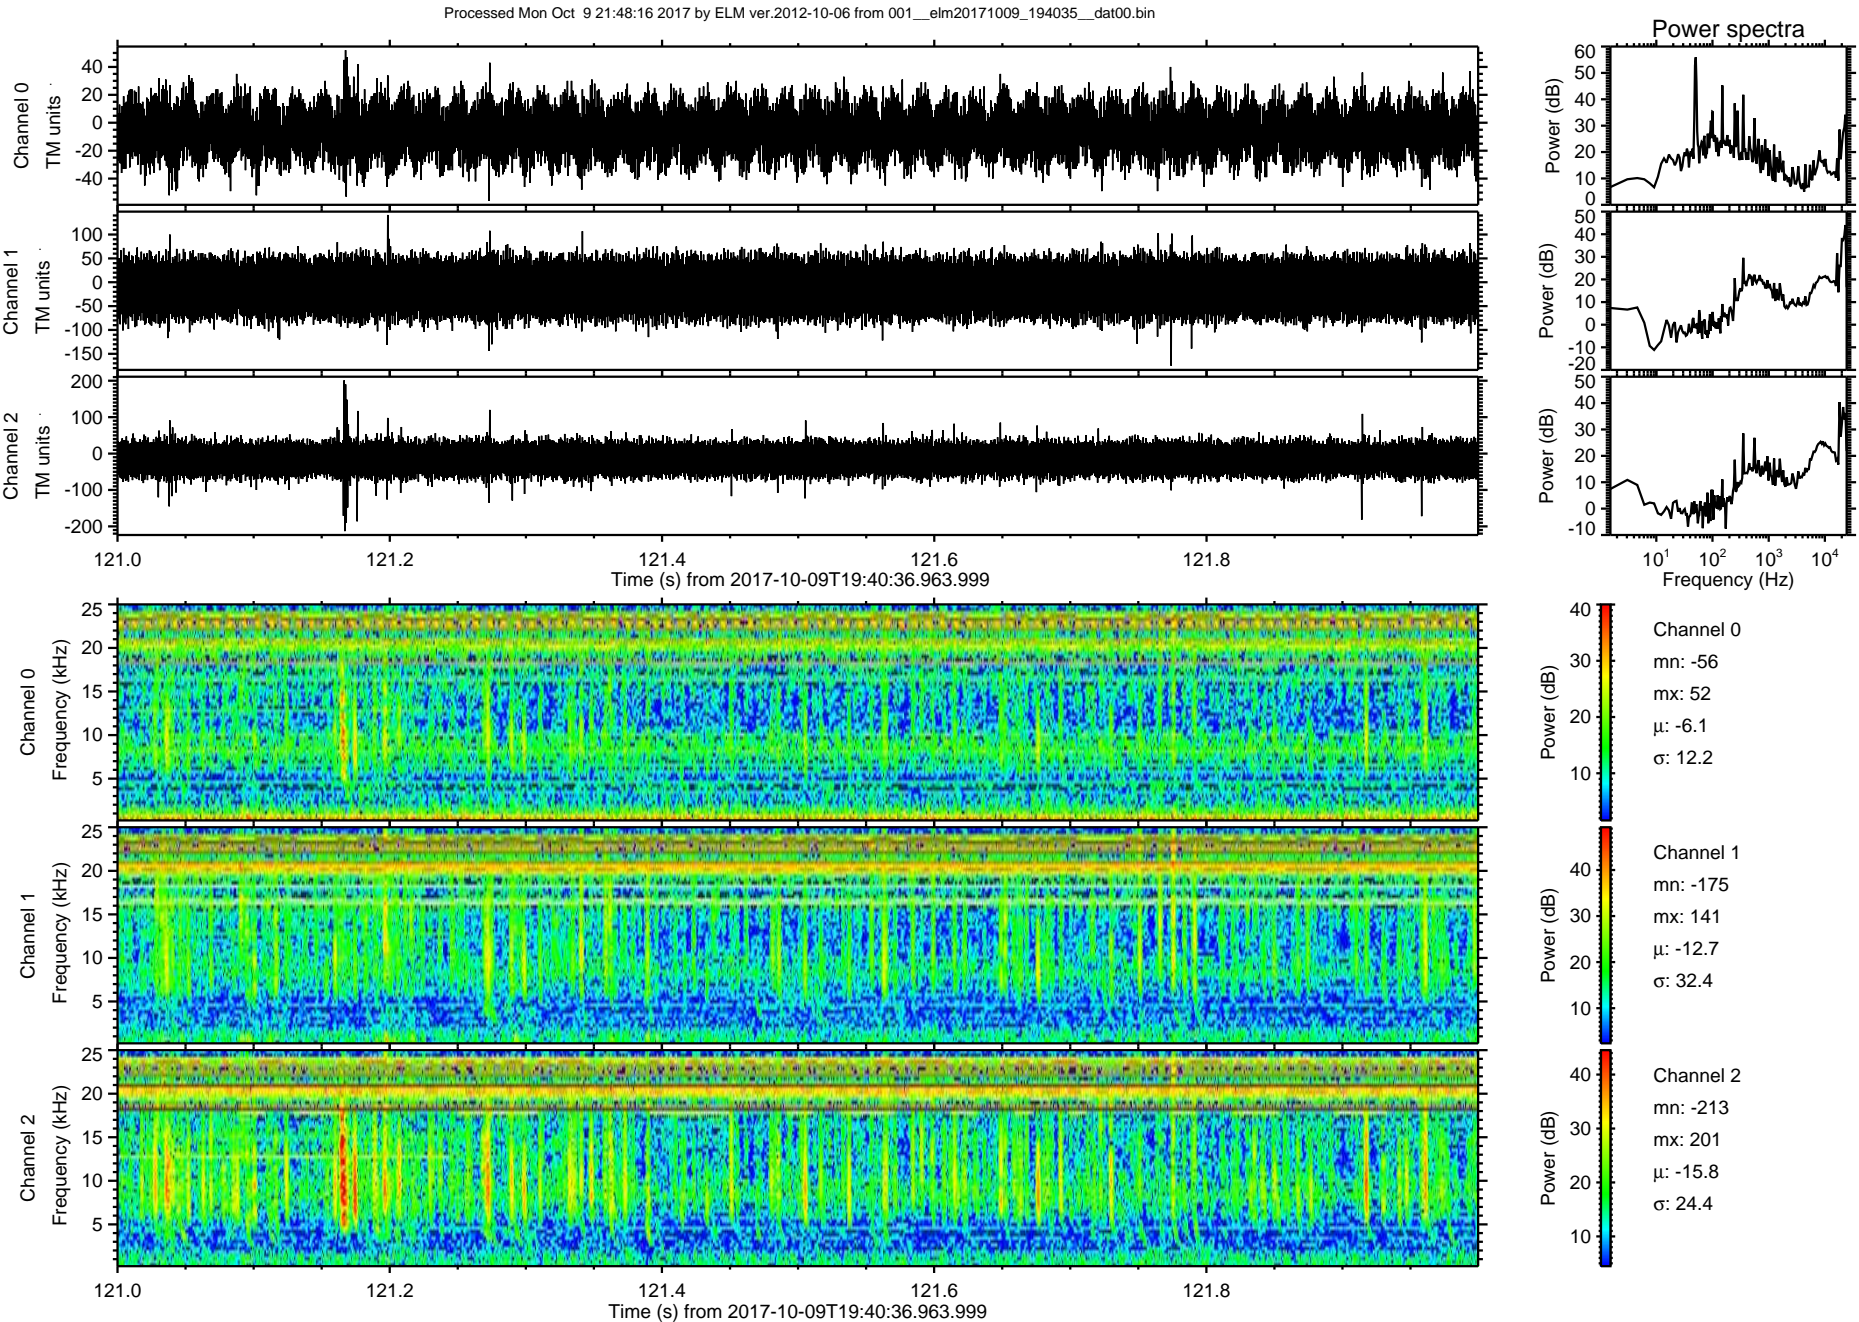 Processed Mon Oct  9 21:48:16 2017 by ELM ver.2012-10-06 from 001__elm20171009_194035__dat00.bin
Power spectra
Channel 0
TM units
40
20
0
-20
-40
Power (dB)
60
50
40
30
20
10
0
Channel 1
TM units
100
50
0
-50
-100
-150
Power (dB)
50
40
30
20
10
0
-10
-20
Channel 2
TM units
200
100
0
-100
-200
Power (dB)
50
40
30
20
10
0
-10
121.0 121.2 121.4 121.6 121.8
Time (s) from 2017-10-09T19:40:36.963.999
10¹ 10² 10³ 10⁴
Frequency (Hz)
Channel 0
Frequency (kHz)
25
20
15
10
5
Power (dB)
40
30
20
10
Channel 0
mn: -56
mx: 52
µ: -6.1
σ: 12.2
Channel 1
Frequency (kHz)
25
20
15
10
5
Power (dB)
40
30
20
10
Channel 1
mn: -175
mx: 141
µ: -12.7
σ: 32.4
Channel 2
Frequency (kHz)
25
20
15
10
5
Power (dB)
40
30
20
10
Channel 2
mn: -213
mx: 201
µ: -15.8
σ: 24.4
121.0 121.2 121.4 121.6 121.8
Time (s) from 2017-10-09T19:40:36.963.999